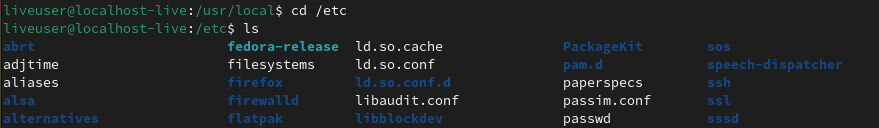 liveuser@localhost-live:/usr/local$ cd /etc
liveuser@localhost-live:/etc$ ls
abrt fedora-release ld.so.cache PackageKit sos
adjtime filesystems ld.so.conf pam.d speech-dispatcher
aliases firefox ld.so.conf.d paperspecs ssh
alsa firewalld libaudit.conf passim.conf ssl
alternatives flatpak libblockdev passwd sssd